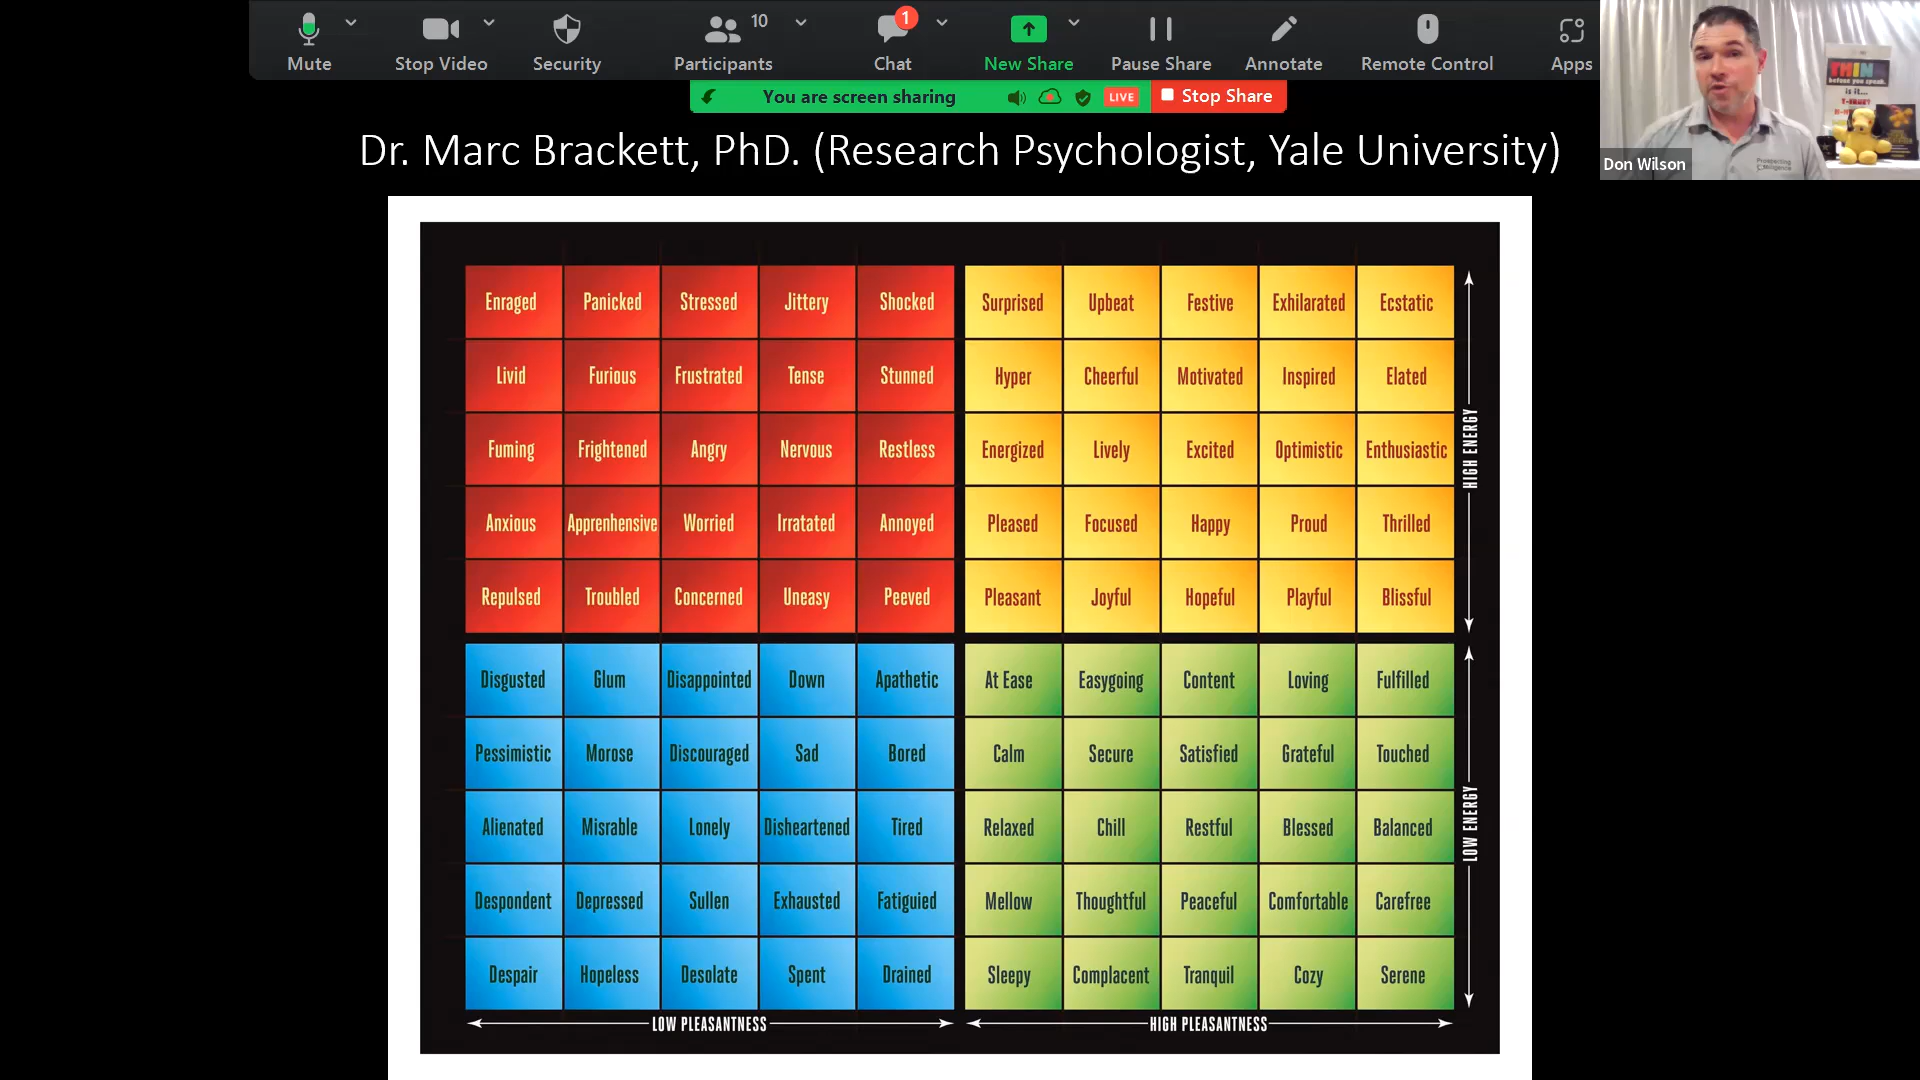 Mute
Stop Video
Security
Participants
10
Chat
1
New Share
Pause Share
Annotate
Remote Control
Apps
You are screen sharing
LIVE
Stop Share
before you speak.
is it...
Prospering
Don Wilson
Dr. Marc Brackett, PhD. (Research Psychologist, Yale University)
Enraged Panicked Stressed Jittery Shocked Surprised Upbeat Festive Exhilarated Ecstatic
Livid Furious Frustrated Tense Stunned Hyper Cheerful Motivated Inspired Elated
Fuming Frightened Angry Nervous Restless Energized Lively Excited Optimistic Enthusiastic
Anxious Apprenhensive Worried Irratated Annoyed Pleased Focused Happy Proud Thrilled
Repulsed Troubled Concerned Uneasy Peeved Pleasant Joyful Hopeful Playful Blissful
HIGH ENERGY
Disgusted Glum Disappointed Down Apathetic At Ease Easygoing Content Loving Fulfilled
Pessimistic Morose Discouraged Sad Bored Calm Secure Satisfied Grateful Touched
Alienated Misrable Lonely Disheartened Tired Relaxed Chill Restful Blessed Balanced
Despondent Depressed Sullen Exhausted Fatiguied Mellow Thoughtful Peaceful Comfortable Carefree
Despair Hopeless Desolate Spent Drained Sleepy Complacent Tranquil Cozy Serene
LOW ENERGY
LOW PLEASANTNESS
HIGH PLEASANTNESS